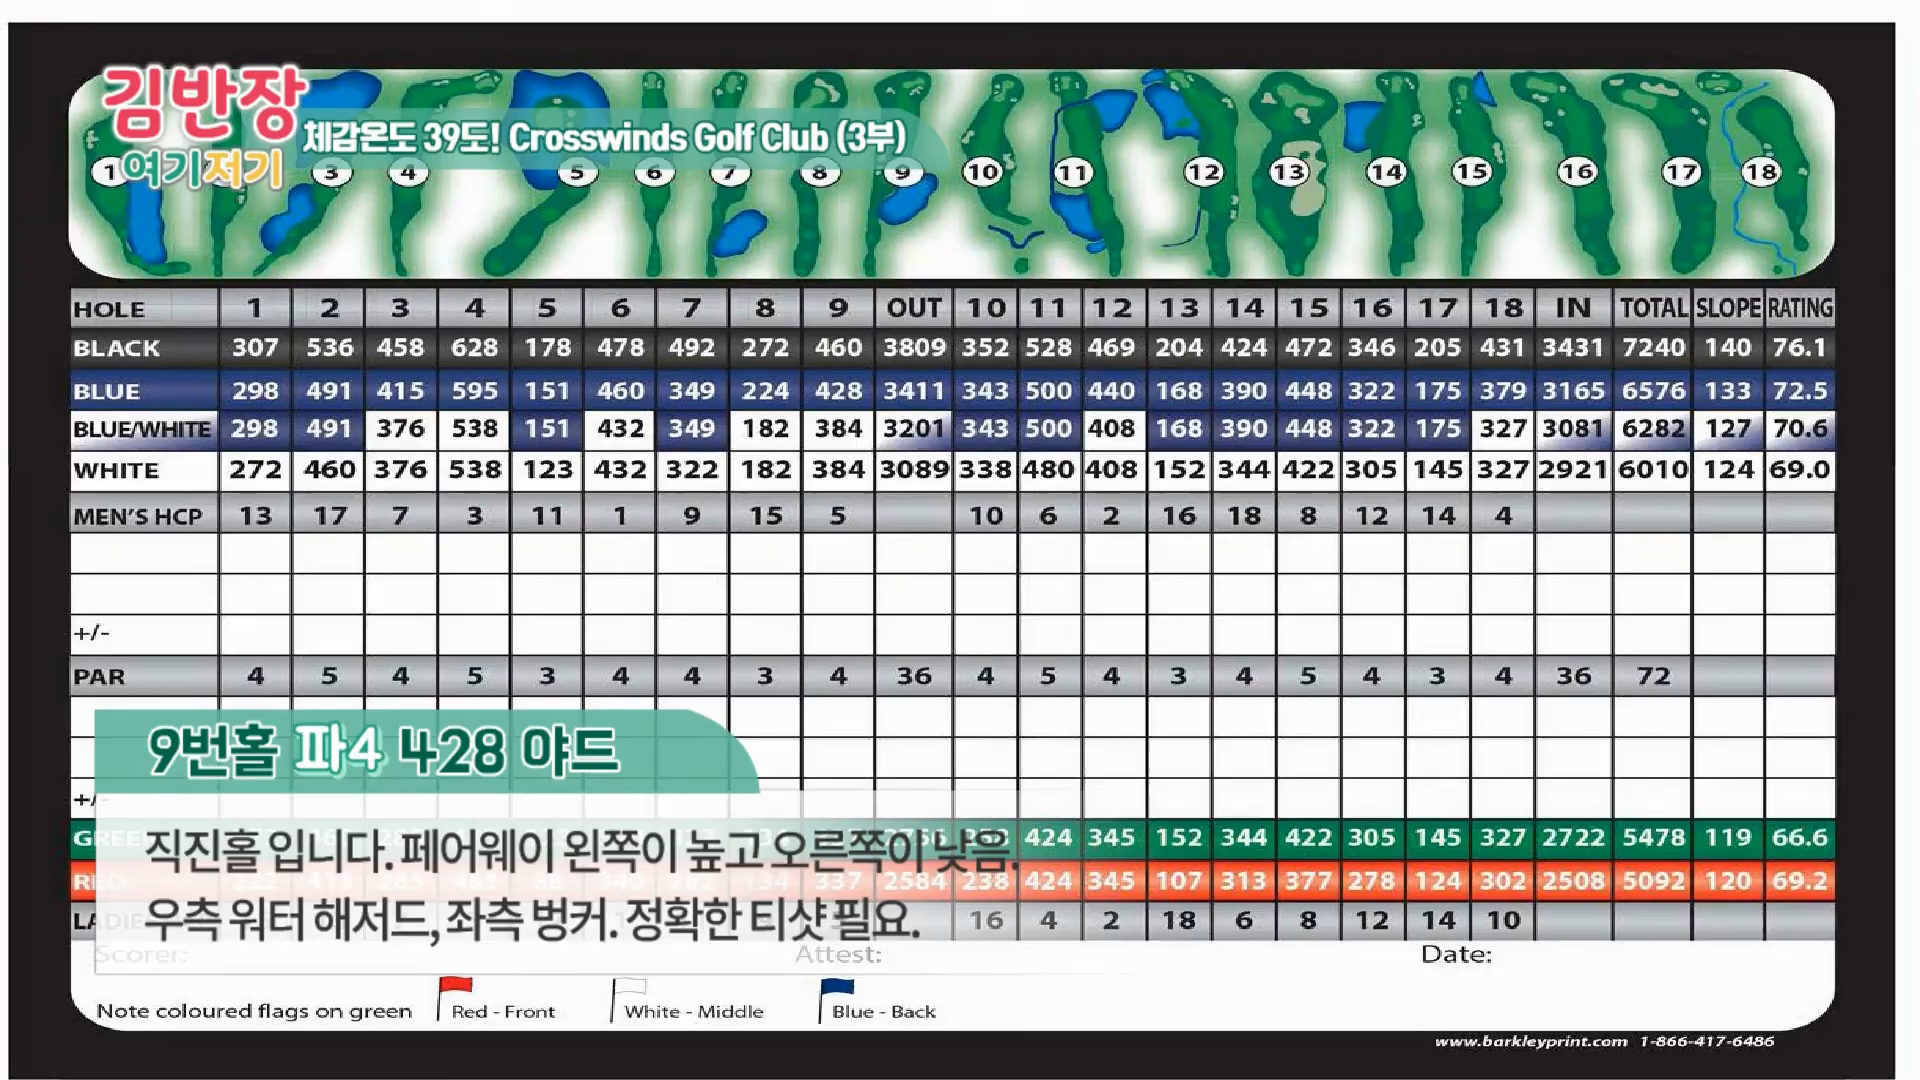 김반장
여기저기
체감온도 39도! Crosswinds Golf Club (3부)
1 3 4 5 6 7 8 9 10 11 12 13 14 15 16 17 18
HOLE 1 2 3 4 5 6 7 8 9 OUT 10 11 12 13 14 15 16 17 18 IN TOTAL SLOPE RATING
BLACK 307 536 458 628 178 478 492 272 460 3809 352 528 469 204 424 472 346 205 431 3431 7240 140 76.1
BLUE 298 491 415 595 151 460 349 224 428 3411 343 500 440 168 390 448 322 175 379 3165 6576 133 72.5
BLUE/WHITE 298 491 376 538 151 432 349 182 384 3201 343 500 408 168 390 448 322 175 327 3081 6282 127 70.6
WHITE 272 460 376 538 123 432 322 182 384 3089 338 480 408 152 344 422 305 145 327 2921 6010 124 69.0
MEN'S HCP 13 17 7 3 11 1 9 15 5 10 6 2 16 18 8 12 14 4
+/-
PAR 4 5 4 5 3 4 4 3 4 36 4 5 4 3 4 5 4 3 4 36 72
9번홀 파4 428 야드
+/-
424 345 152 344 422 305 145 327 2722 5478 119 66.6
직진홀 입니다. 페어웨이 왼쪽이 높고 오른쪽이 낮음.
RED 337 2584 238 424 345 107 313 377 278 124 302 2508 5092 120 69.2
우측 워터 해저드, 좌측 벙커. 정확한 티샷 필요.
16 4 2 18 6 8 12 14 10
Scorer: Attest: Date:
Note coloured flags on green Red - Front White - Middle Blue - Back
www.barkleyprint.com 1-866-417-6486